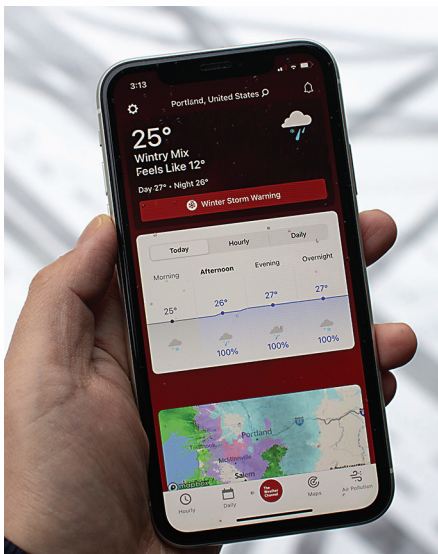 3:13
Portland, United States
25°
Wintry Mix
Feels Like 12°
Day 27° • Night 26°
Winter Storm Warning
Today Hourly Daily
Morning Afternoon Evening Overnight
25° 26° 27° 27°
100% 100% 100%
Portland
McMinnville
Salem
mapbox
Hourly Daily The Weather Channel Maps Air Pollution